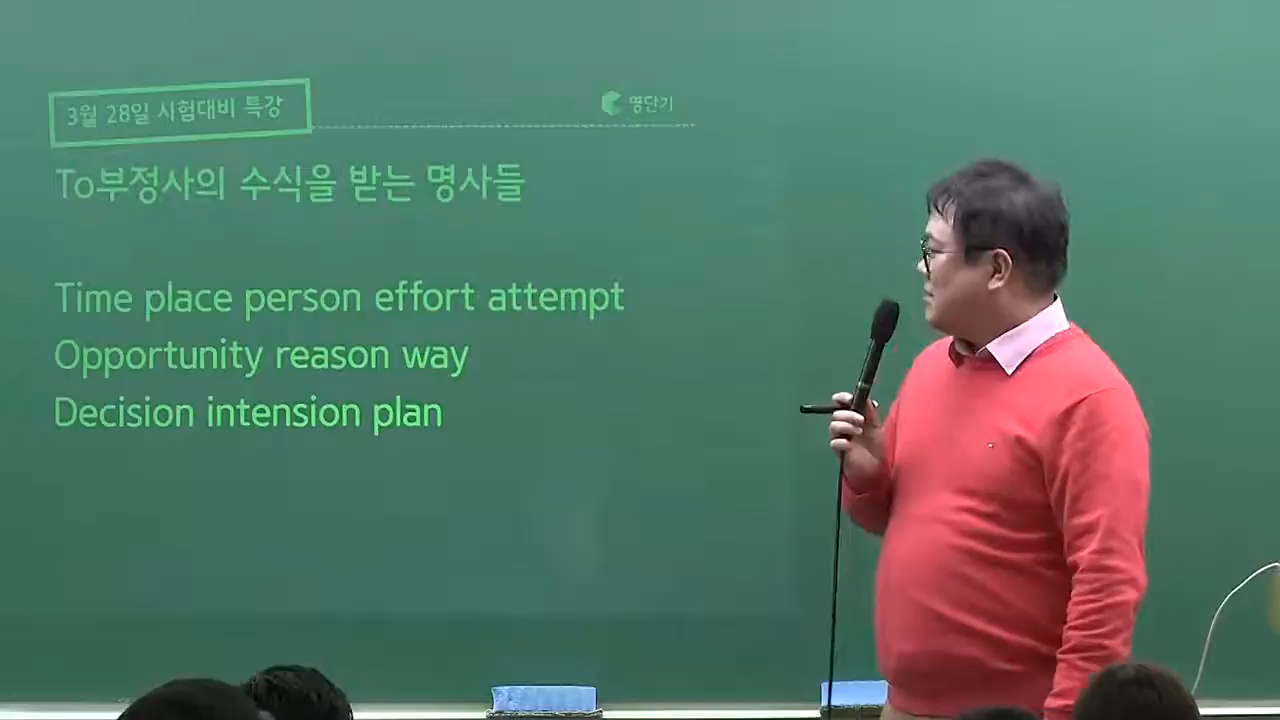 3월 28일 시험대비 특강
영단기
To부정사의 수식을 받는 명사들
Time place person effort attempt
Opportunity reason way
Decision intension plan